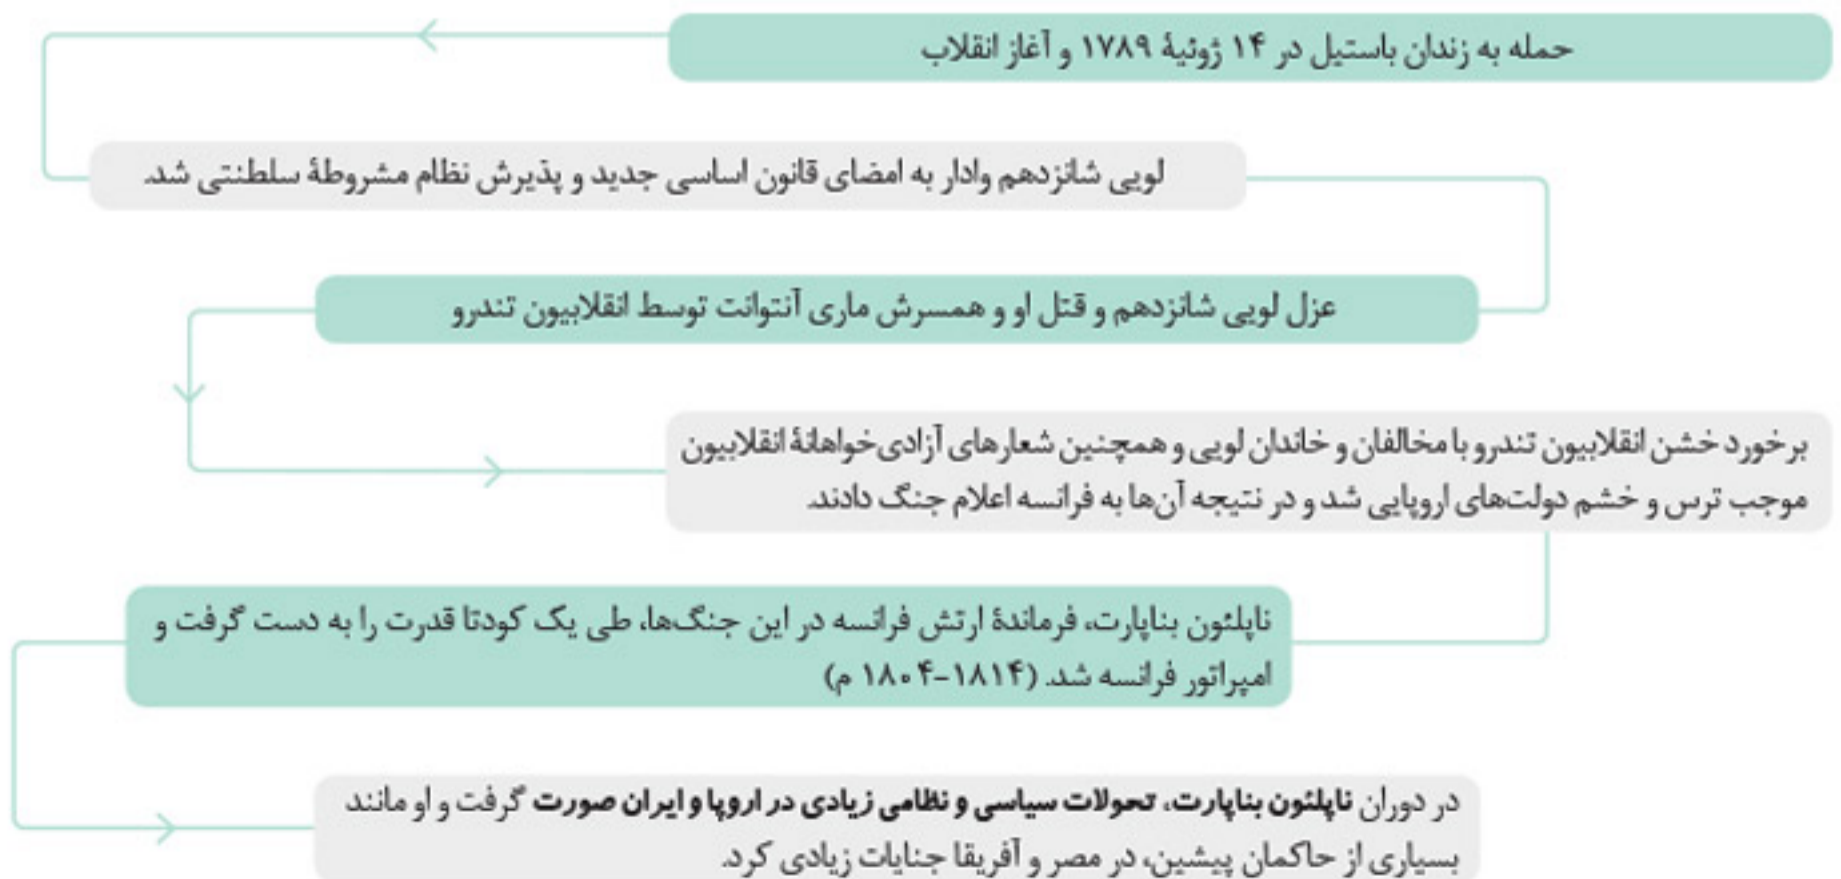 حمله به زندان باستیل در ۱۴ ژوئیهٔ ۱۷۸۹ و آغاز انقلاب
لویی شانزدهم وادار به امضای قانون اساسی جدید و پذیرش نظام مشروطهٔ سلطنتی شد.
عزل لویی شانزدهم و قتل او و همسرش ماری آنتوانت توسط انقلابیون تندرو
برخورد خشن انقلابیون تندرو با مخالفان و خاندان لویی و همچنین شعارهای آزادی‌خواهانهٔ انقلابیون
موجب ترس و خشم دولت‌های اروپایی شد و در نتیجه آن‌ها به فرانسه اعلام جنگ دادند.
ناپلئون بناپارت، فرماندهٔ ارتش فرانسه در این جنگ‌ها، طی یک کودتا قدرت را به دست گرفت و
امپراتور فرانسه شد. (۱۸۱۴-۱۸۰۴ م)
در دوران ناپلئون بناپارت، تحولات سیاسی و نظامی زیادی در اروپا و ایران صورت گرفت و او مانند
بسیاری از حاکمان پیشین، در مصر و آفریقا جنایات زیادی کرد.